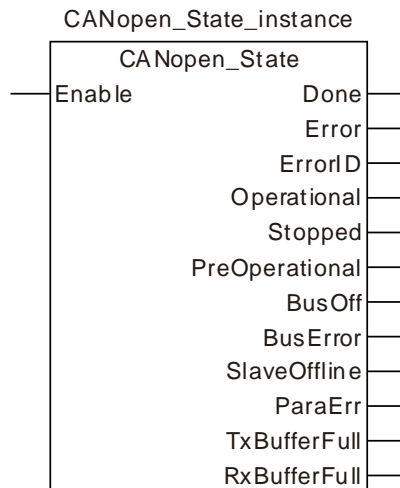 CANopen_State_instance
CANopen_State
Enable Done
Error
ErrorID
Operational
Stopped
PreOperational
BusOff
BusError
SlaveOffline
ParaErr
TxBufferFull
RxBufferFull